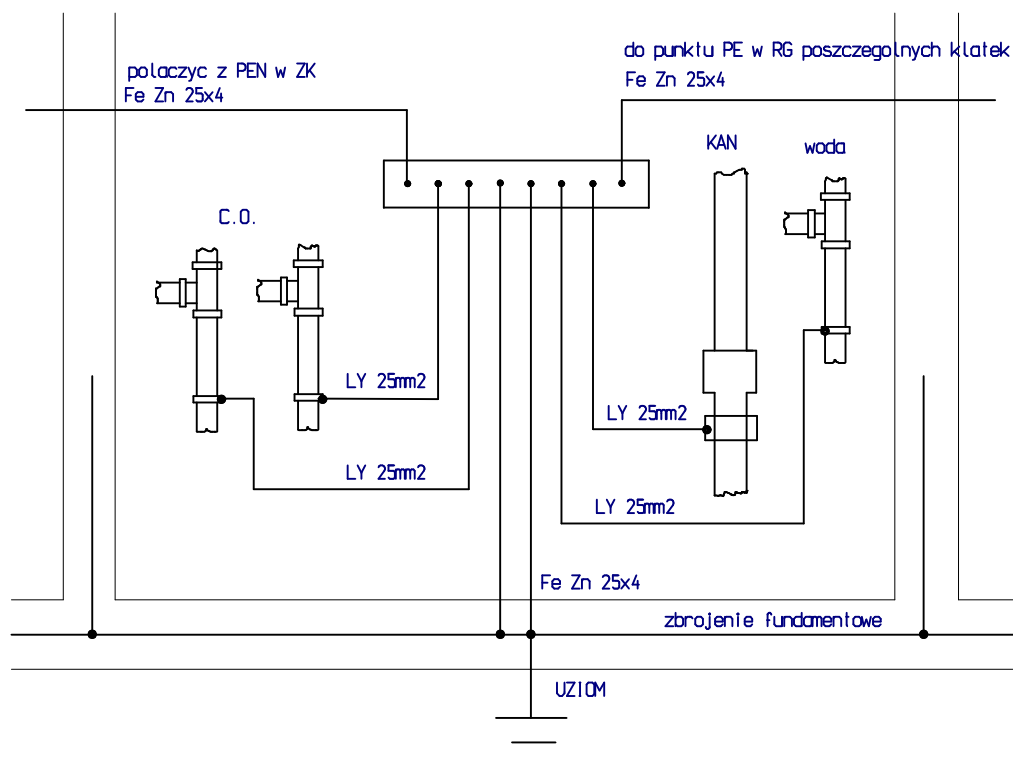 do punktu PE w RG poszczegolnych klatek
Fe Zn 25x4
polaczyc z PEN w ZK
Fe Zn 25x4
KAN
woda
C.O.
LY 25mm2
LY 25mm2
LY 25mm2
LY 25mm2
Fe Zn 25x4
zbrojenie fundamentowe
UZIOM